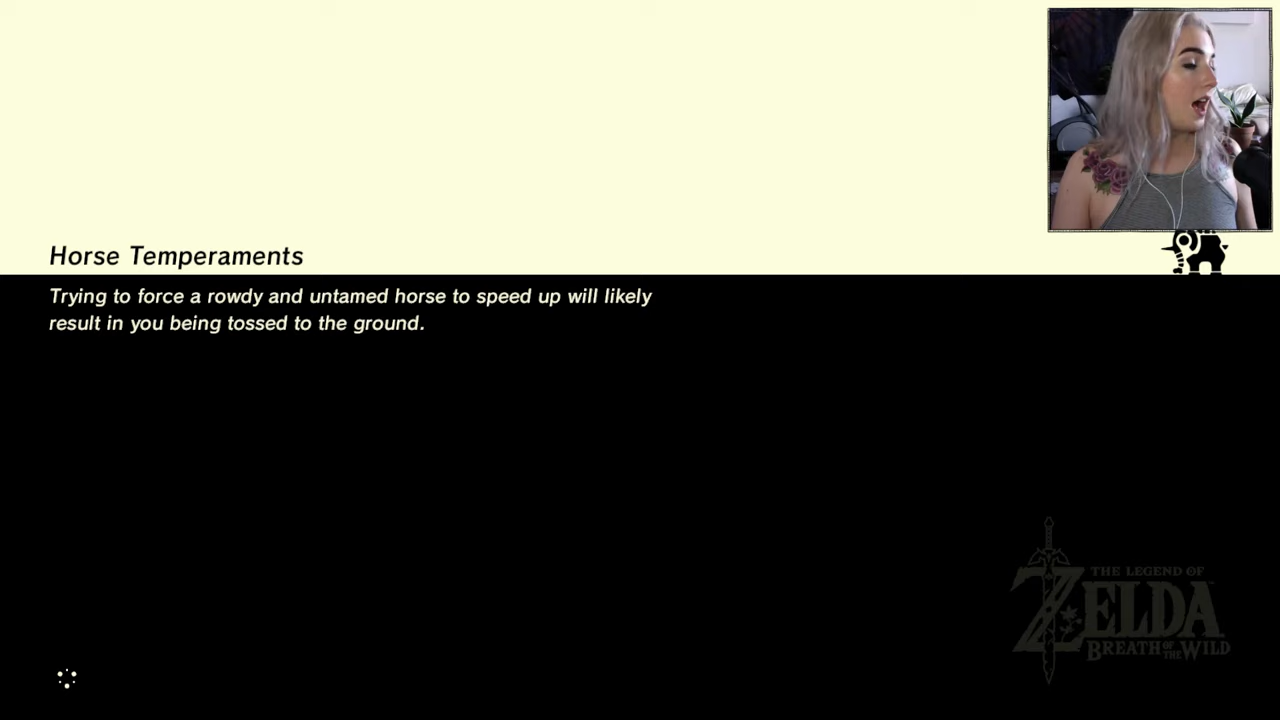 Horse Temperaments
Trying to force a rowdy and untamed horse to speed up will likely
result in you being tossed to the ground.
THE LEGEND OF
ZELDA
BREATH OF THE WILD